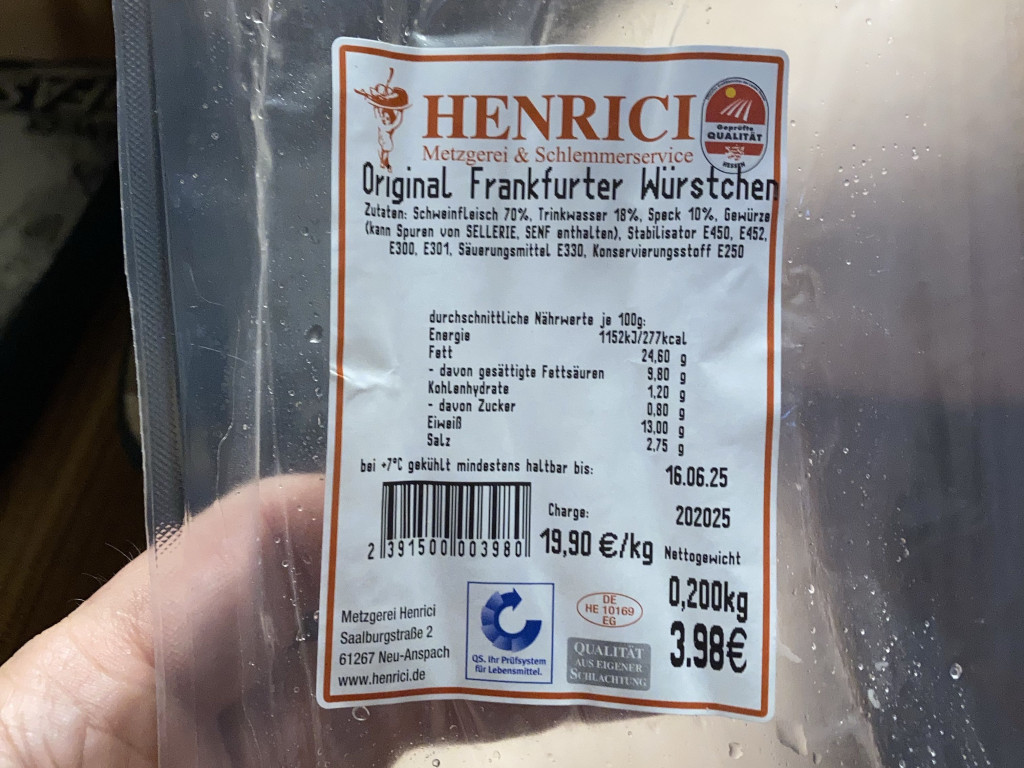 HENRICI
Metzgerei & Schlemmerservice
Geprüfte
QUALITÄT
HESSEN
Original Frankfurter Würstchen
Zutaten: Schweinfleisch 70%, Trinkwasser 18%, Speck 10%, Gewürze
(kann Spuren von SELLERIE, SENF enthalten), Stabilisator E450, E452,
E300, E301, Säuerungsmittel E330, Konservierungsstoff E250
durchschnittliche Nährwerte je 100g:
Energie 1152kJ/277kcal
Fett 24,60 g
- davon gesättigte Fettsäuren 9,80 g
Kohlenhydrate 1,20 g
- davon Zucker 0,80 g
Eiweiß 13,00 g
Salz 2,75 g
bei +7°C gekühlt mindestens haltbar bis: 16.06.25
Charge: 202025
2 391500 003980
19,90 €/kg
Nettogewicht
0,200kg
3.98€
Metzgerei Henrici
Saalburgstraße 2
61267 Neu-Anspach
www.henrici.de
QS. Ihr Prüfsystem
für Lebensmittel.
DE
HE 10169
EG
QUALITÄT
AUS EIGENER
SCHLACHTUNG